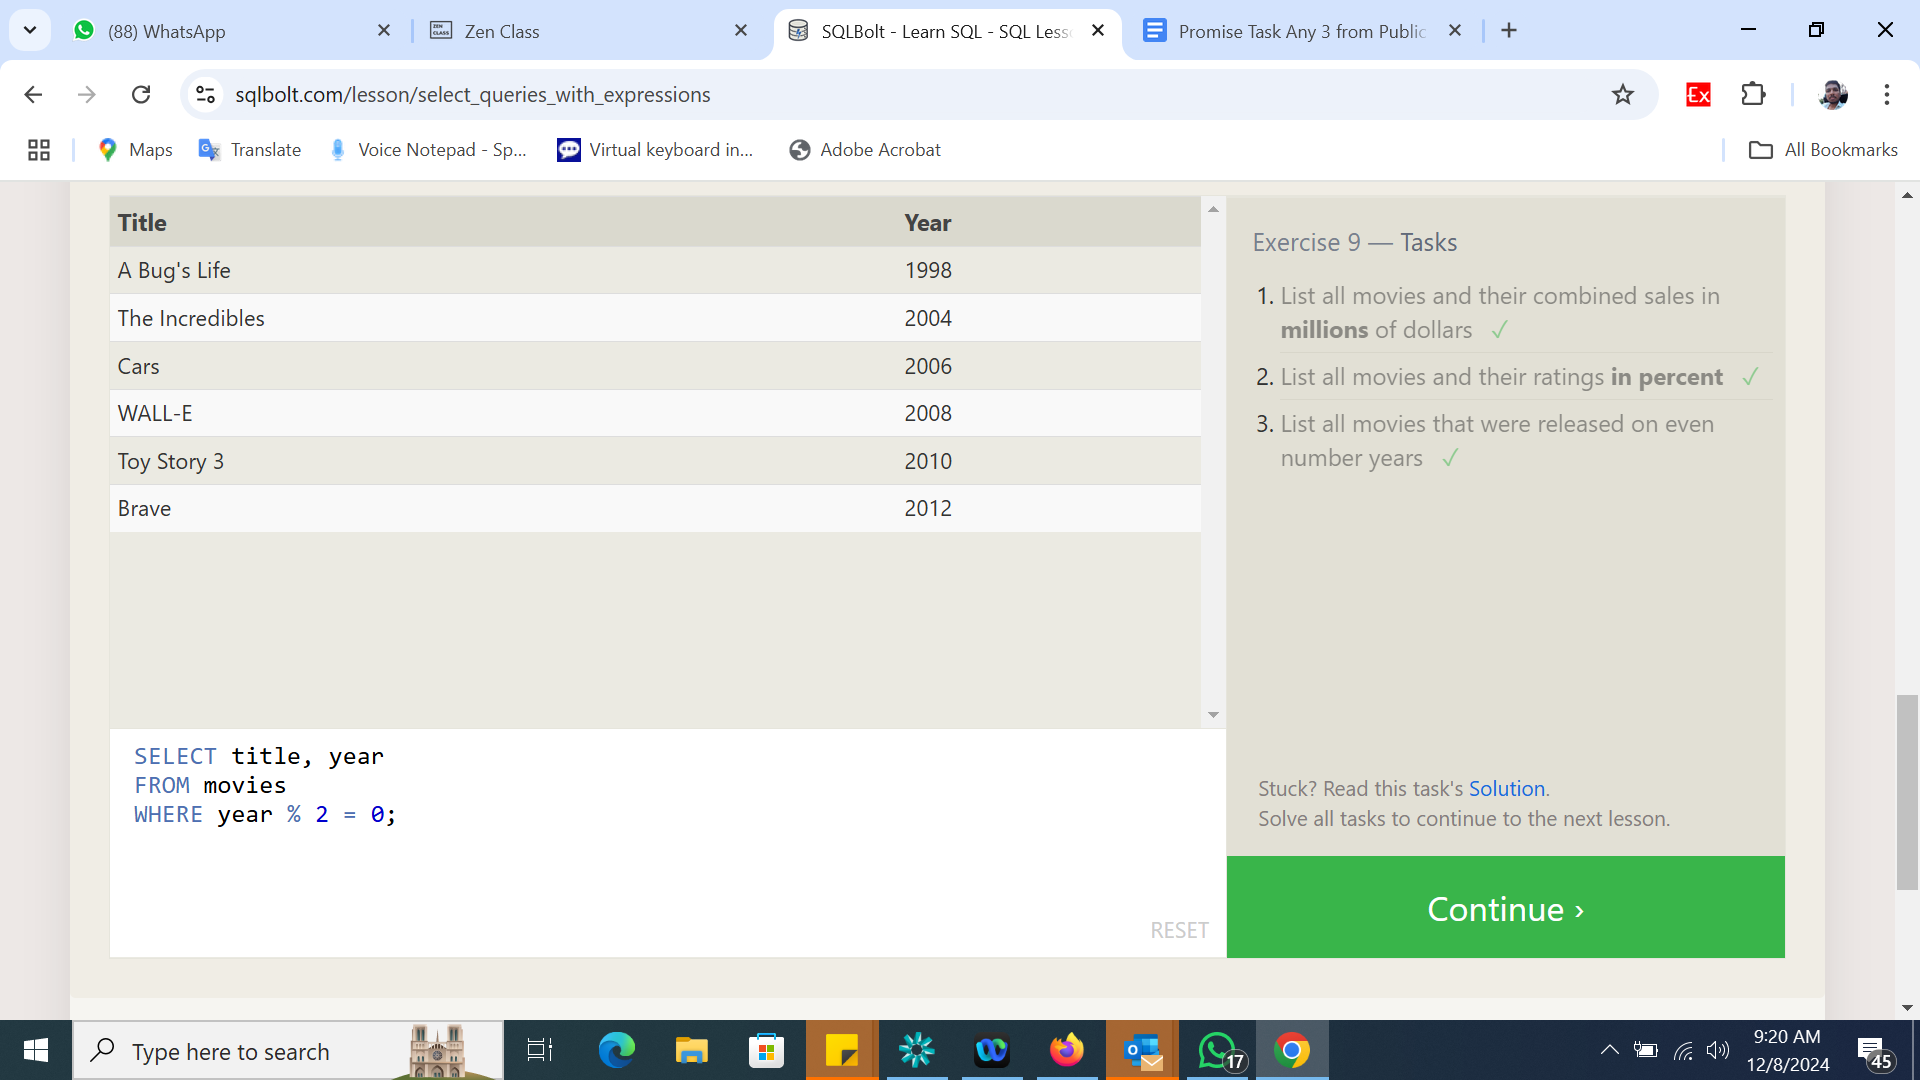 (88) WhatsApp
ZEN CLASS Zen Class
SQLBolt - Learn SQL - SQL Less
Promise Task Any 3 from Public
sqlbolt.com/lesson/select_queries_with_expressions
Ex
Maps
Translate
Voice Notepad - Sp...
Virtual keyboard in...
Adobe Acrobat
All Bookmarks
Title Year
A Bug's Life 1998
The Incredibles 2004
Cars 2006
WALL-E 2008
Toy Story 3 2010
Brave 2012
SELECT title, year
FROM movies
WHERE year % 2 = 0;
RESET
Exercise 9 — Tasks
1. List all movies and their combined sales in
millions of dollars ✓
2. List all movies and their ratings in percent ✓
3. List all movies that were released on even
number years ✓
Stuck? Read this task's Solution.
Solve all tasks to continue to the next lesson.
Continue ›
Type here to search
17
9:20 AM
12/8/2024
45